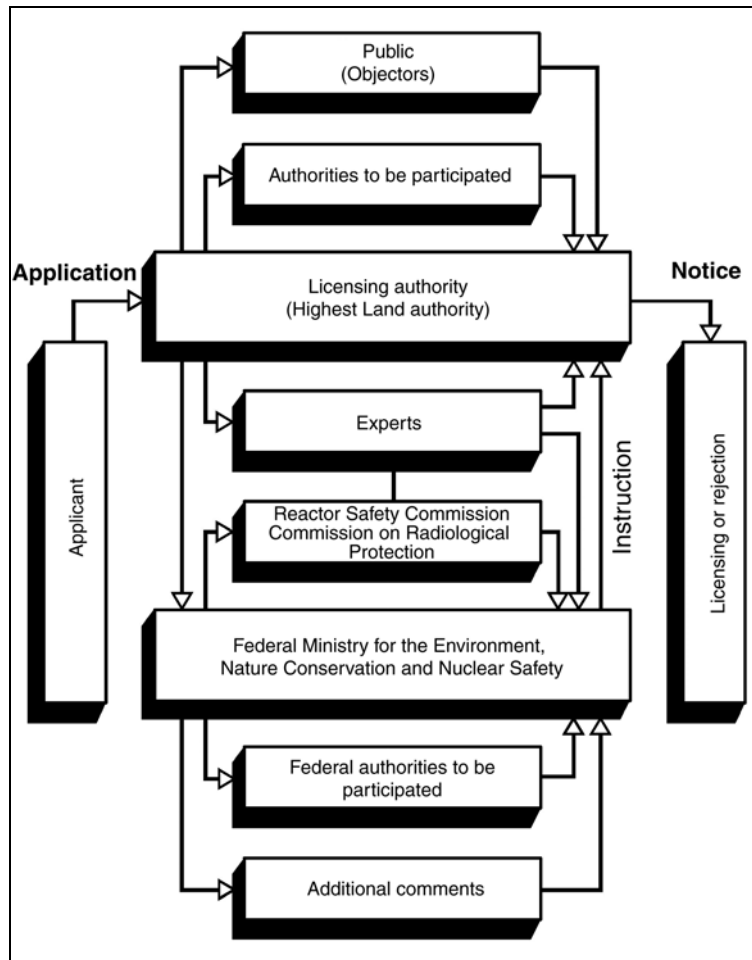 Public
(Objectors)
Authorities to be participated
Application
Licensing authority
(Highest Land authority)
Notice
Applicant
Experts
Instruction
Licensing or rejection
Reactor Safety Commission
Commission on Radiological
Protection
Federal Ministry for the Environment,
Nature Conservation and Nuclear Safety
Federal authorities to be
participated
Additional comments